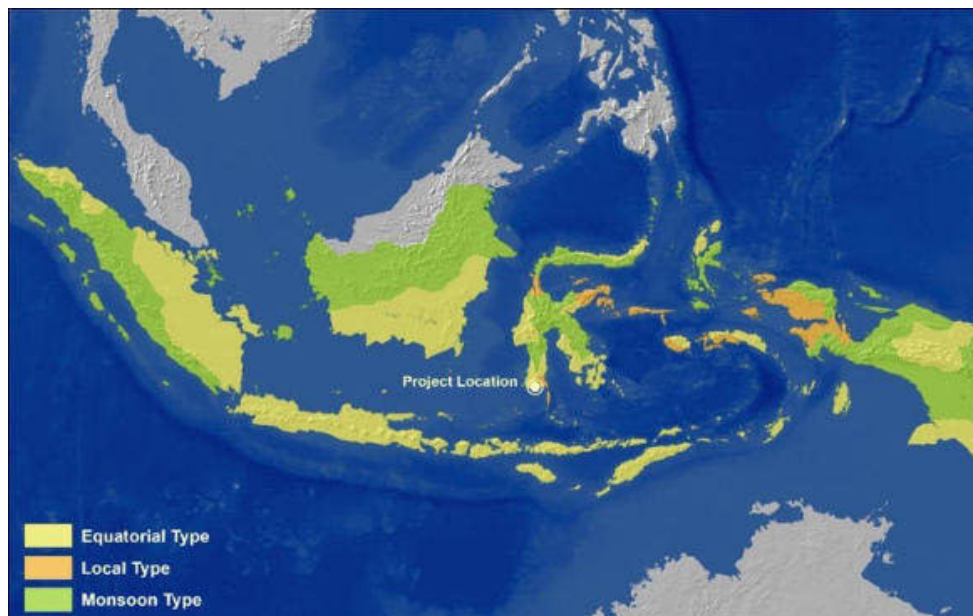 Project Location
Equatorial Type
Local Type
Monsoon Type